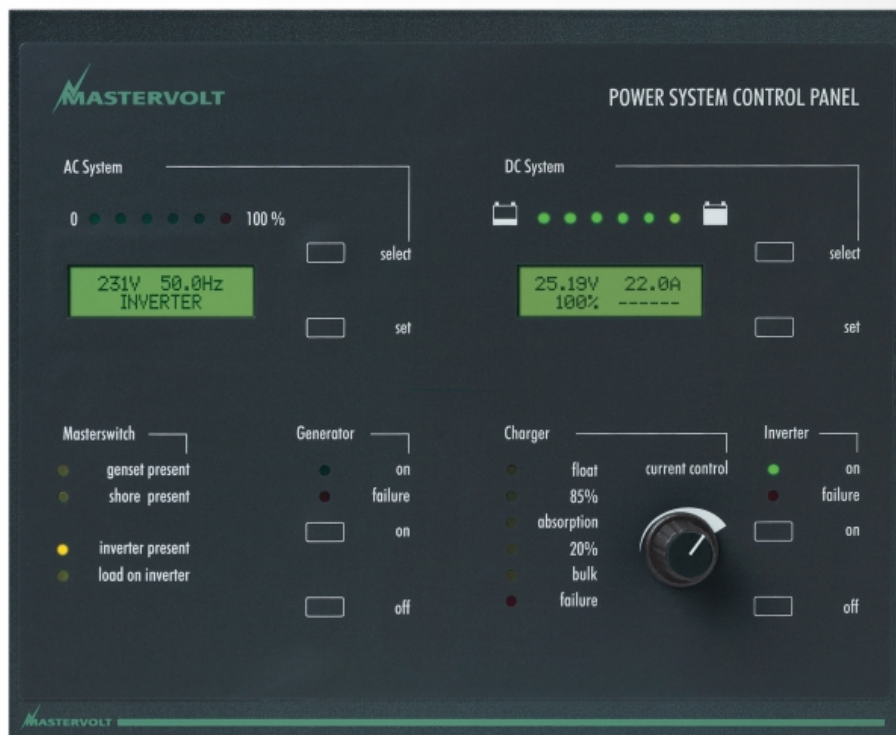 MASTERVOLT
POWER SYSTEM CONTROL PANEL
AC System
0 100 %
select
231V 50.0Hz
INVERTER
set
DC System
select
25.19V 22.0A
100% ------
set
Masterswitch
genset present
shore present
inverter present
load on inverter
Generator
on
failure
on
off
Charger
float
85%
absorption
20%
bulk
failure
current control
Inverter
on
failure
on
off
MASTERVOLT